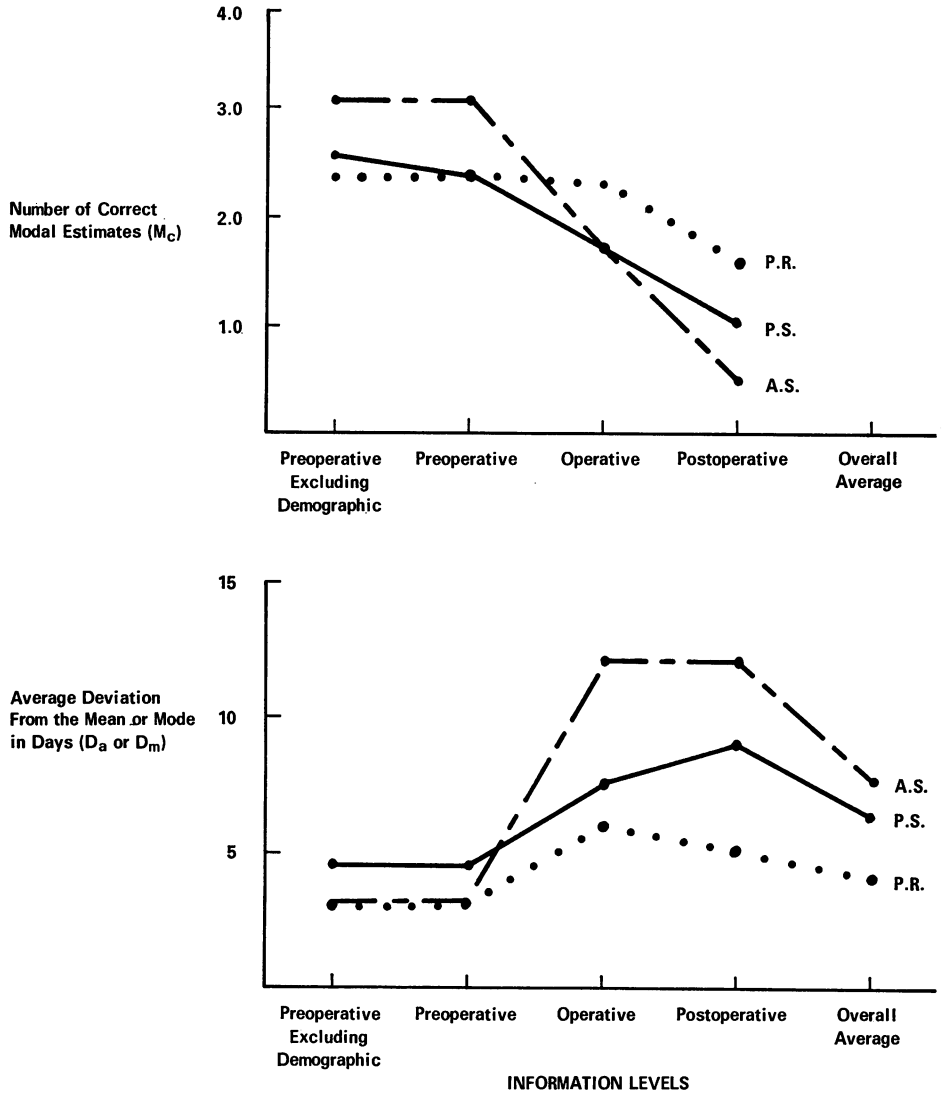 4.0
3.0
2.0
1.0
Number of Correct
Modal Estimates (Mc)
P.R.
P.S.
A.S.
Preoperative
Excluding
Demographic
Preoperative
Operative
Postoperative
Overall
Average
15
10
5
Average Deviation
From the Mean or Mode
in Days (Da or Dm)
A.S.
P.S.
P.R.
Preoperative
Excluding
Demographic
Preoperative
Operative
Postoperative
Overall
Average
INFORMATION LEVELS